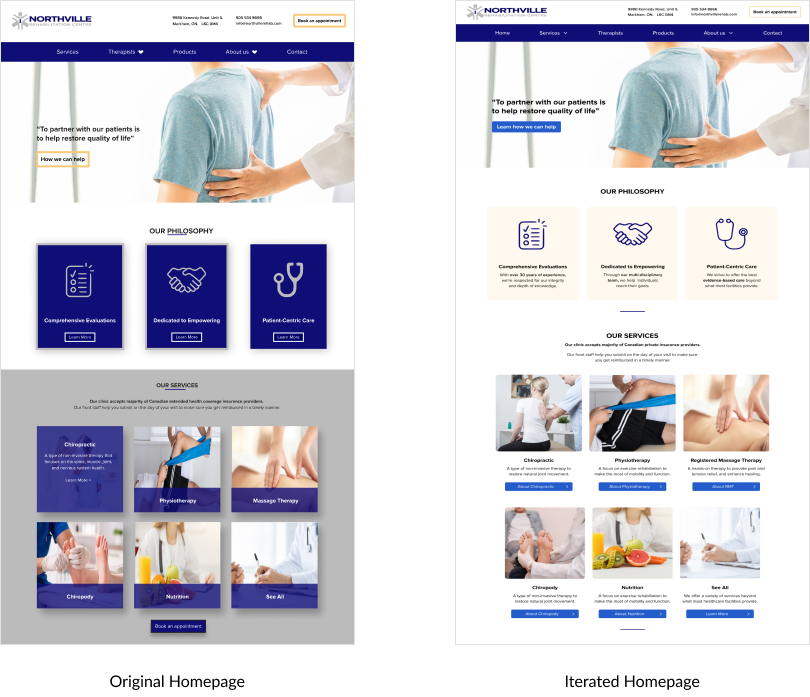 NORTHVILLE
REHABILITATION CENTRE
9980 Kennedy Road, Unit 5,
Markham, ON. L6C 0M4
905 534 9666
info@northvillerehab.com
Book an appointment
Services
Therapists
Products
About us
Contact
"To partner with our patients is
to help restore quality of life"
How we can help
OUR PHILOSOPHY
Comprehensive Evaluations
Learn More
Dedicated to Empowering
Learn More
Patient-Centric Care
Learn More
OUR SERVICES
Our clinic accepts majority of Canadian extended health coverage insurance providers.
Our front staff help you submit on the day of your visit to make sure you get reimbursed in a timely manner.
Chiropractic
A type of non-invasive therapy that
focuses on the spine, muscle, joint,
and nervous system health.
Learn More >
Physiotherapy
Massage Therapy
Chiropody
Nutrition
See All
Book an appointment
Original Homepage
NORTHVILLE
REHABILITATION CENTRE
9980 Kennedy Road, Unit 5,
Markham, ON. L6C 0M4
905 534 9666
info@northvillerehab.com
Book an appointment
Home
Services
Therapists
Products
About us
Contact
"To partner with our patients is
to help restore quality of life"
Learn how we can help
OUR PHILOSOPHY
Comprehensive Evaluations
With over 30 years of experience,
we're respected for our integrity
and depth of knowledge.
Dedicated to Empowering
Through our multi-disciplinary
team, we help individuals
reach their goals.
Patient-Centric Care
We strive to offer the best
evidence-based care beyond
what most facilities provide.
OUR SERVICES
Our clinic accepts majority of Canadian private insurance providers.
Our front staff help you submit on the day of your visit to make sure
you get reimbursed in a timely manner.
Chiropractic
A type of non-invasive therapy to
restore natural joint movement.
About Chiropractic >
Physiotherapy
A focus on exercise rehabilitation to
make the most of mobility and function.
About Physiotherapy >
Registered Massage Therapy
A hands-on therapy to provide pain and
tension relief, and enhance healing.
About RMT >
Chiropody
A type of non-invasive therapy to
restore natural joint movement.
About Chiropody >
Nutrition
A focus on exercise rehabilitation to
make the most of mobility and function.
About Nutrition >
See All
We offer a variety of services beyond
what most healthcare facilities provide.
Learn More >
Iterated Homepage